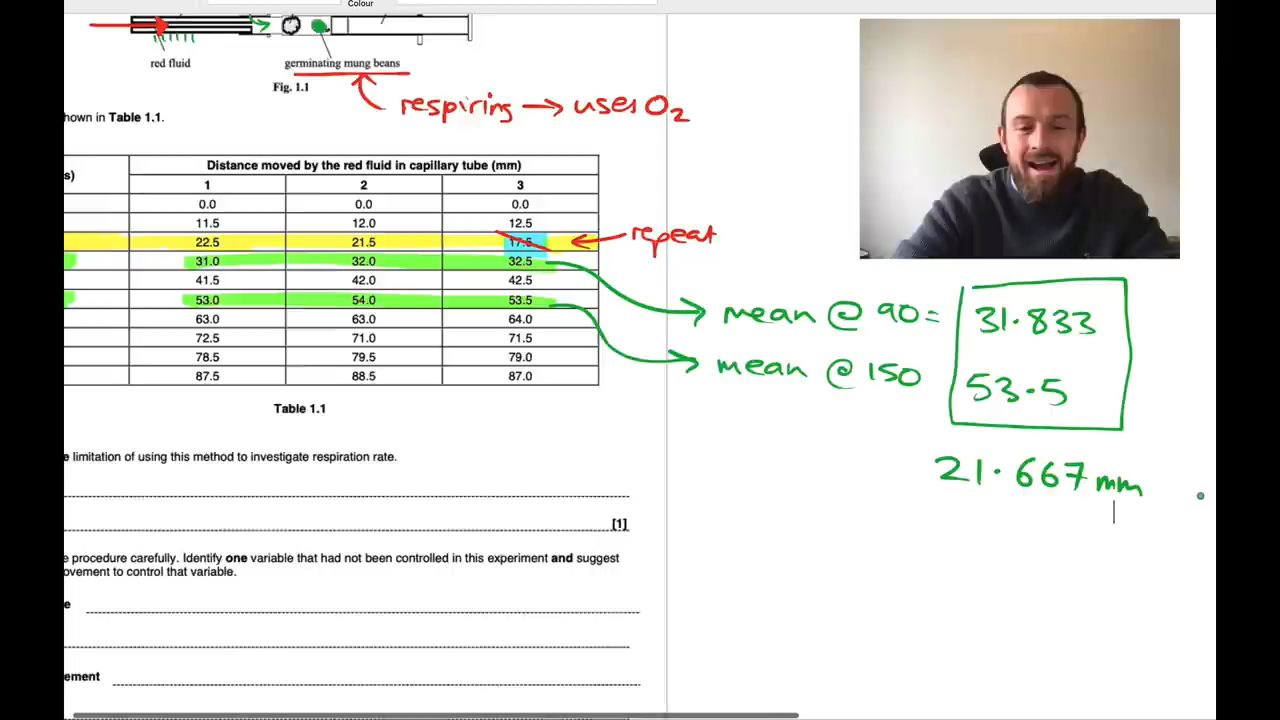 Colour
red fluid
germinating mung beans
Fig. 1.1
respiring → uses O₂
hown in Table 1.1.
s) Distance moved by the red fluid in capillary tube (mm)
1 2 3
0.0 0.0 0.0
11.5 12.0 12.5
22.5 21.5 17.5 ← repeat
31.0 32.0 32.5
41.5 42.0 42.5
53.0 54.0 53.5
63.0 63.0 64.0
72.5 71.0 71.5
78.5 79.5 79.0
87.5 88.5 87.0
Table 1.1
mean @ 90 = 31.833
mean @ 150 53.5
21.667 mm
e limitation of using this method to investigate respiration rate.
[1]
e procedure carefully. Identify one variable that had not been controlled in this experiment and suggest
ovement to control that variable.
e
ement